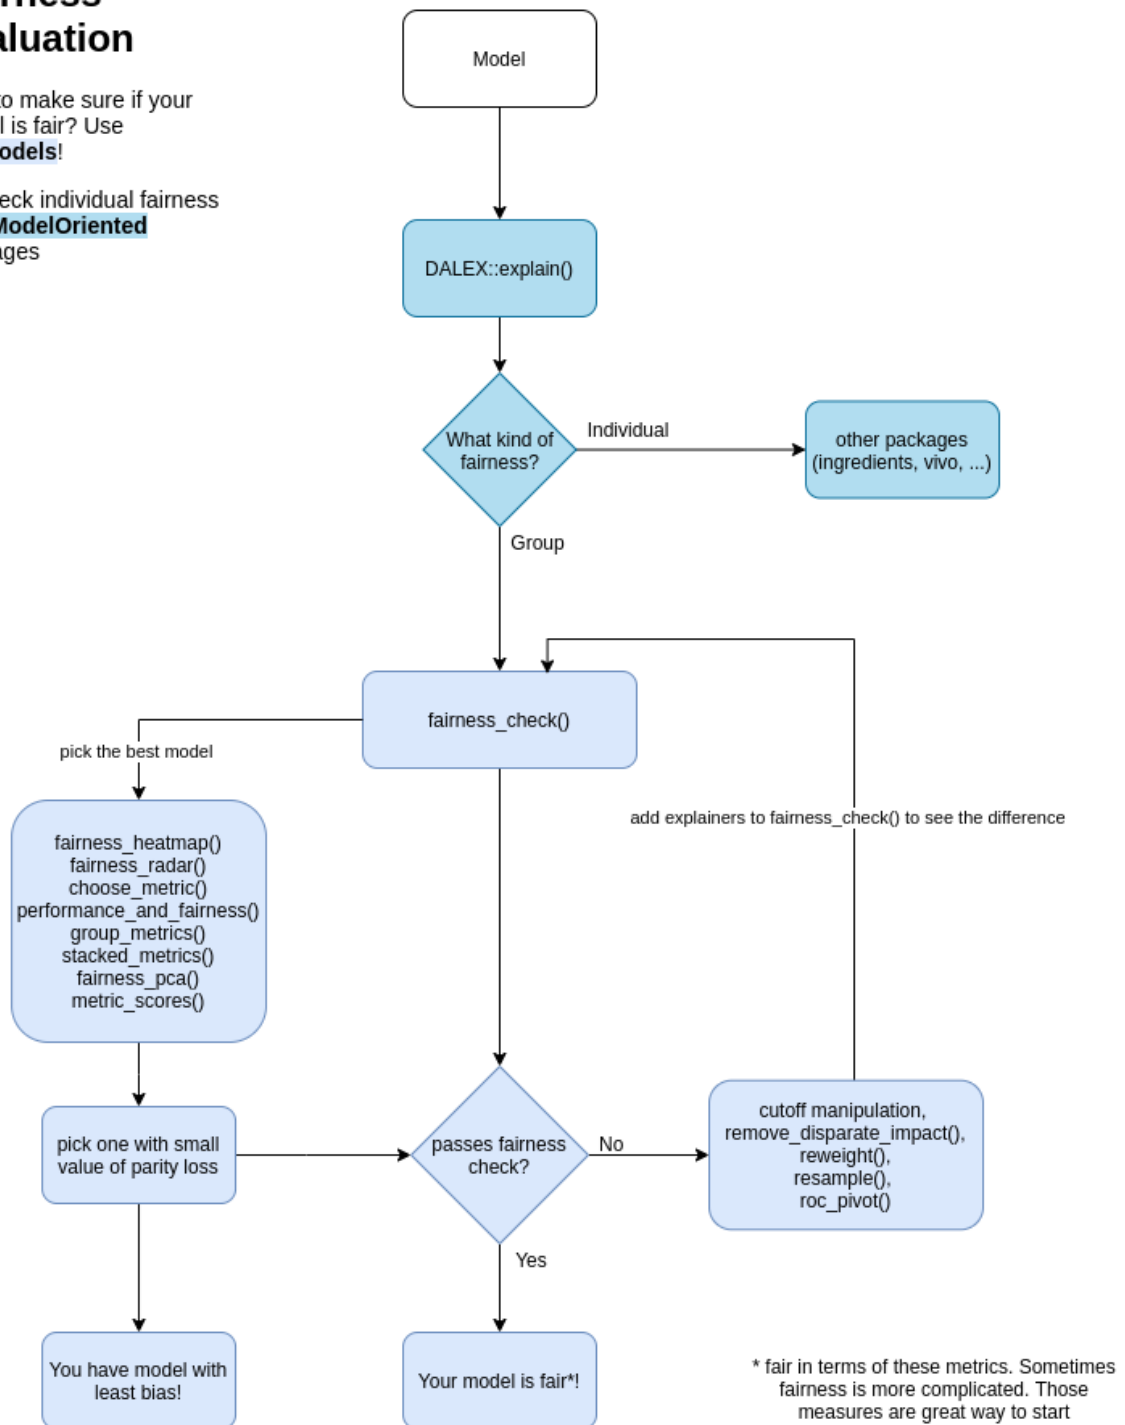 aluation
to make sure if your
is fair? Use
odels!
eck individual fairness
ModelOriented
ages
Model
DALEX::explain()
What kind of
fairness?
Individual
other packages
(ingredients, vivo, ...)
Group
fairness_check()
pick the best model
add explainers to fairness_check() to see the difference
fairness_heatmap()
fairness_radar()
choose_metric()
performance_and_fairness()
group_metrics()
stacked_metrics()
fairness_pca()
metric_scores()
pick one with small
value of parity loss
passes fairness
check?
No
cutoff manipulation,
remove_disparate_impact(),
reweight(),
resample(),
roc_pivot()
Yes
You have model with
least bias!
Your model is fair*!
* fair in terms of these metrics. Sometimes
fairness is more complicated. Those
measures are great way to start